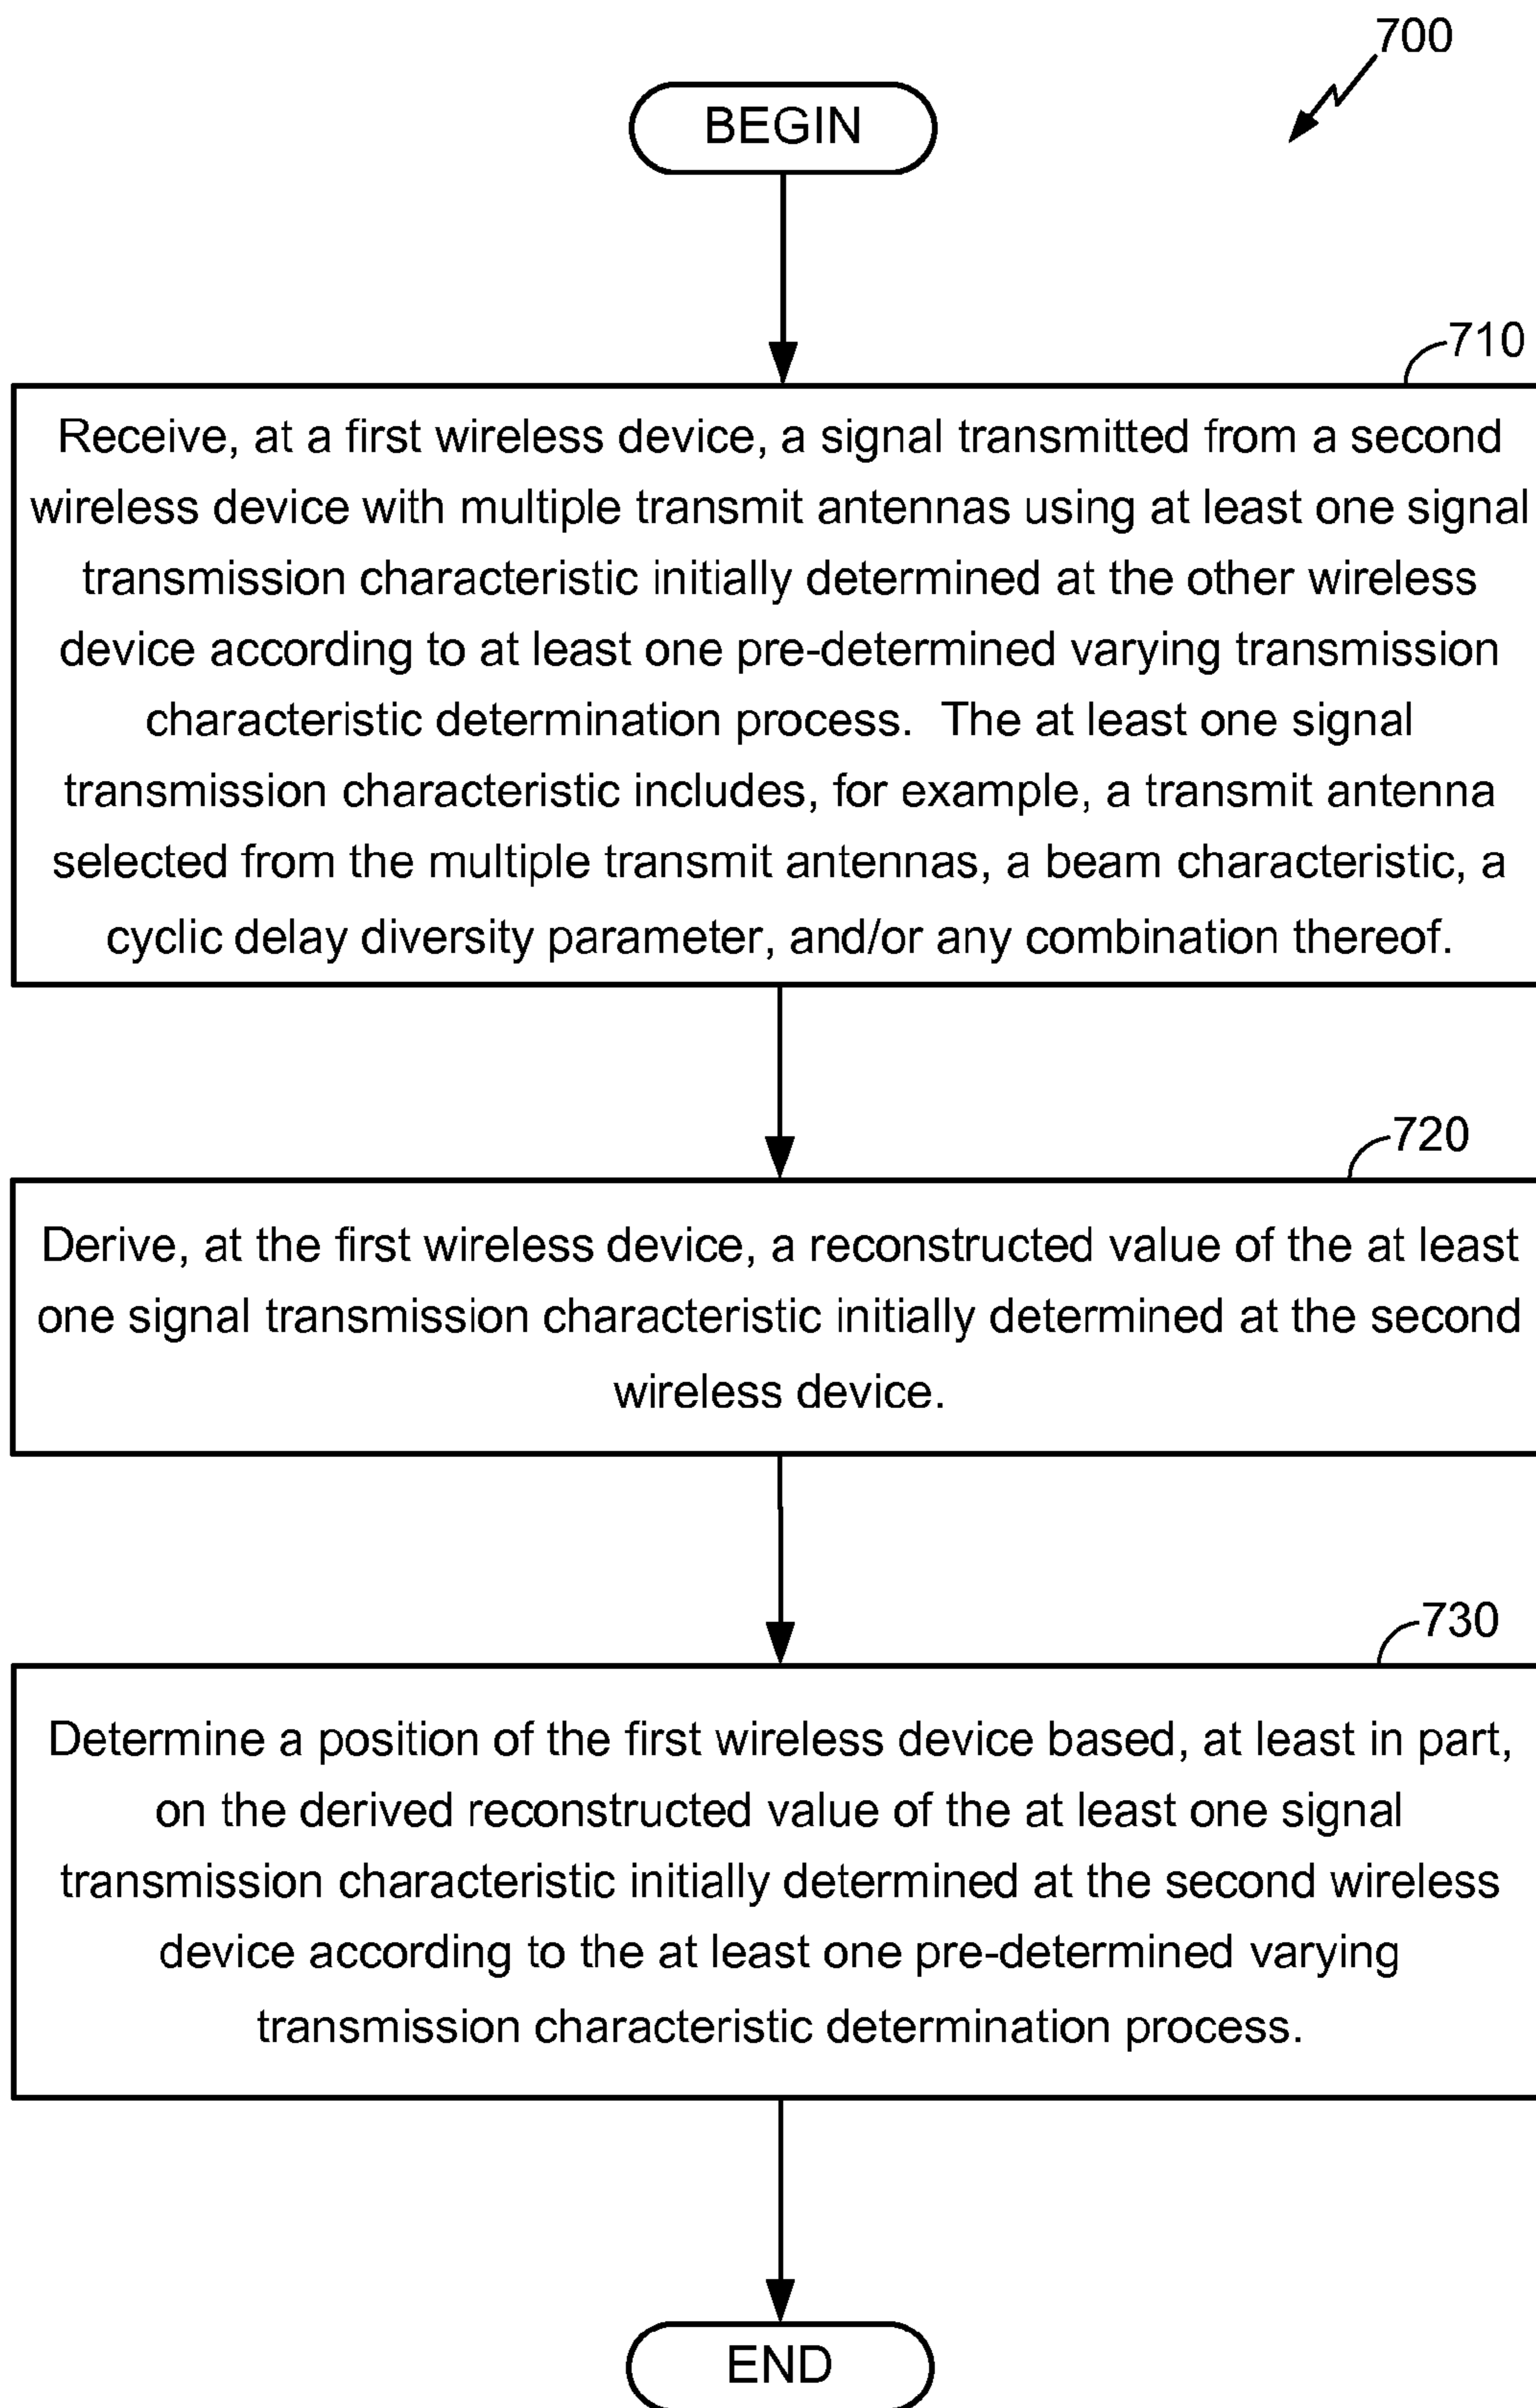 700
BEGIN
710
Receive, at a first wireless device, a signal transmitted from a second
wireless device with multiple transmit antennas using at least one signal
transmission characteristic initially determined at the other wireless
device according to at least one pre-determined varying transmission
characteristic determination process.  The at least one signal
transmission characteristic includes, for example, a transmit antenna
selected from the multiple transmit antennas, a beam characteristic, a
cyclic delay diversity parameter, and/or any combination thereof.
720
Derive, at the first wireless device, a reconstructed value of the at least
one signal transmission characteristic initially determined at the second
wireless device.
730
Determine a position of the first wireless device based, at least in part,
on the derived reconstructed value of the at least one signal
transmission characteristic initially determined at the second wireless
device according to the at least one pre-determined varying
transmission characteristic determination process.
END